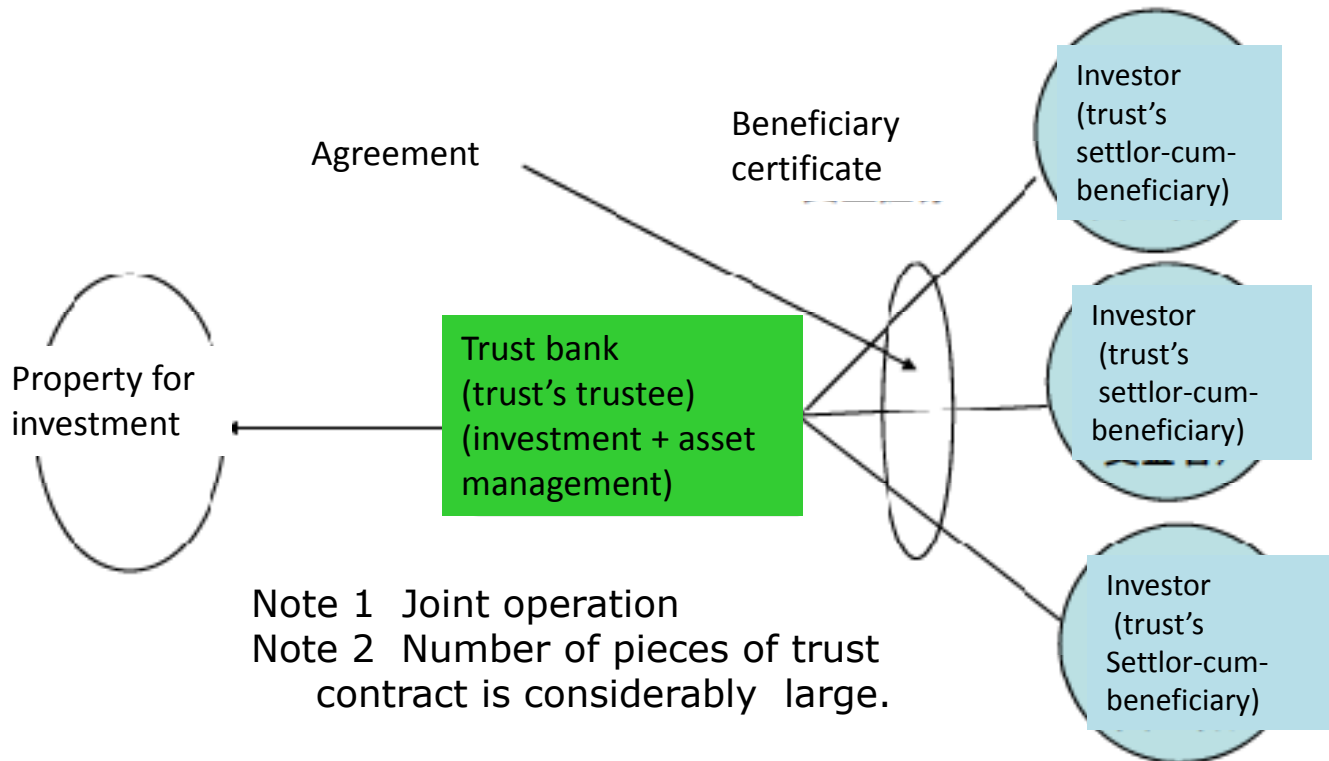 Agreement
Beneficiary
certificate
Investor
(trust’s
settlor-cum-
beneficiary)
Property for
investment
Trust bank
(trust’s trustee)
(investment + asset
management)
Investor
(trust’s
settlor-cum-
beneficiary)
Investor
(trust’s
Settlor-cum-
beneficiary)
Note 1 Joint operation
Note 2 Number of pieces of trust
contract is considerably large.